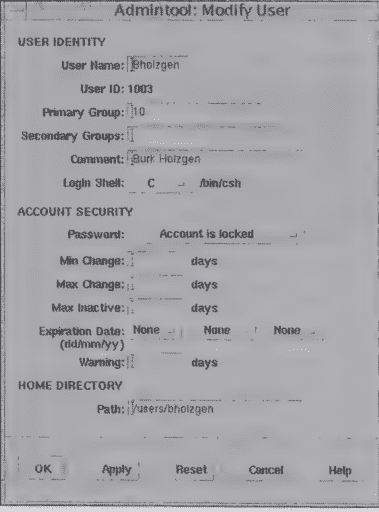 Admintool: Modify User
USER IDENTITY
User Name: Bholzgen
User ID: 1003
Primary Group: 10
Secondary Groups:
Comment: Burk Holzgen
Login Shell: C /bin/csh
ACCOUNT SECURITY
Password: Account is locked
Min Change: days
Max Change: days
Max Inactive: days
Expiration Date: None None None
(dd/mm/yy)
Warning: days
HOME DIRECTORY
Path: /users/bholzgen
OK Apply Reset Cancel Help